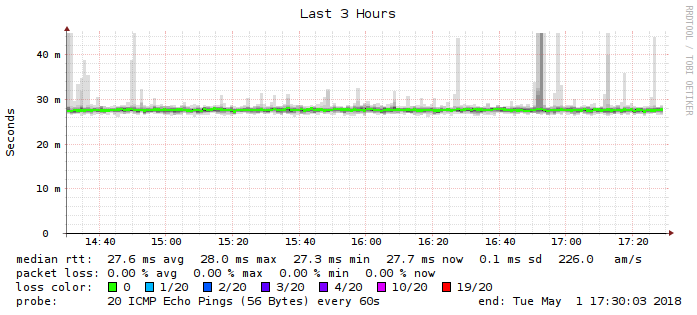 Last 3 Hours
RRDTOOL / TOBI OETIKER
Seconds
40 m
30 m
20 m
10 m
0
14:40 15:00 15:20 15:40 16:00 16:20 16:40 17:00 17:20
median rtt: 27.6 ms avg 28.0 ms max 27.3 ms min 27.7 ms now 0.1 ms sd 226.0 am/s
packet loss: 0.00 % avg 0.00 % max 0.00 % min 0.00 % now
loss color: 0 1/20 2/20 3/20 4/20 10/20 19/20
probe: 20 ICMP Echo Pings (56 Bytes) every 60s end: Tue May 1 17:30:03 2018